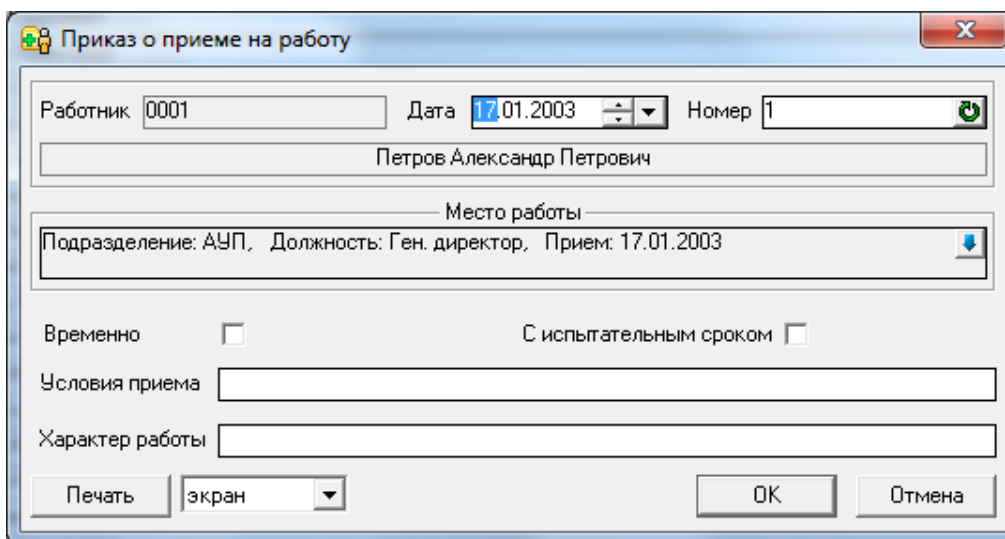 Приказ о приеме на работу
Работник 0001 Дата 17.01.2003 Номер 1
Петров Александр Петрович
Место работы
Подразделение: АУП, Должность: Ген. директор, Прием: 17.01.2003
Временно С испытательным сроком
Условия приема
Характер работы
Печать экран OK Отмена